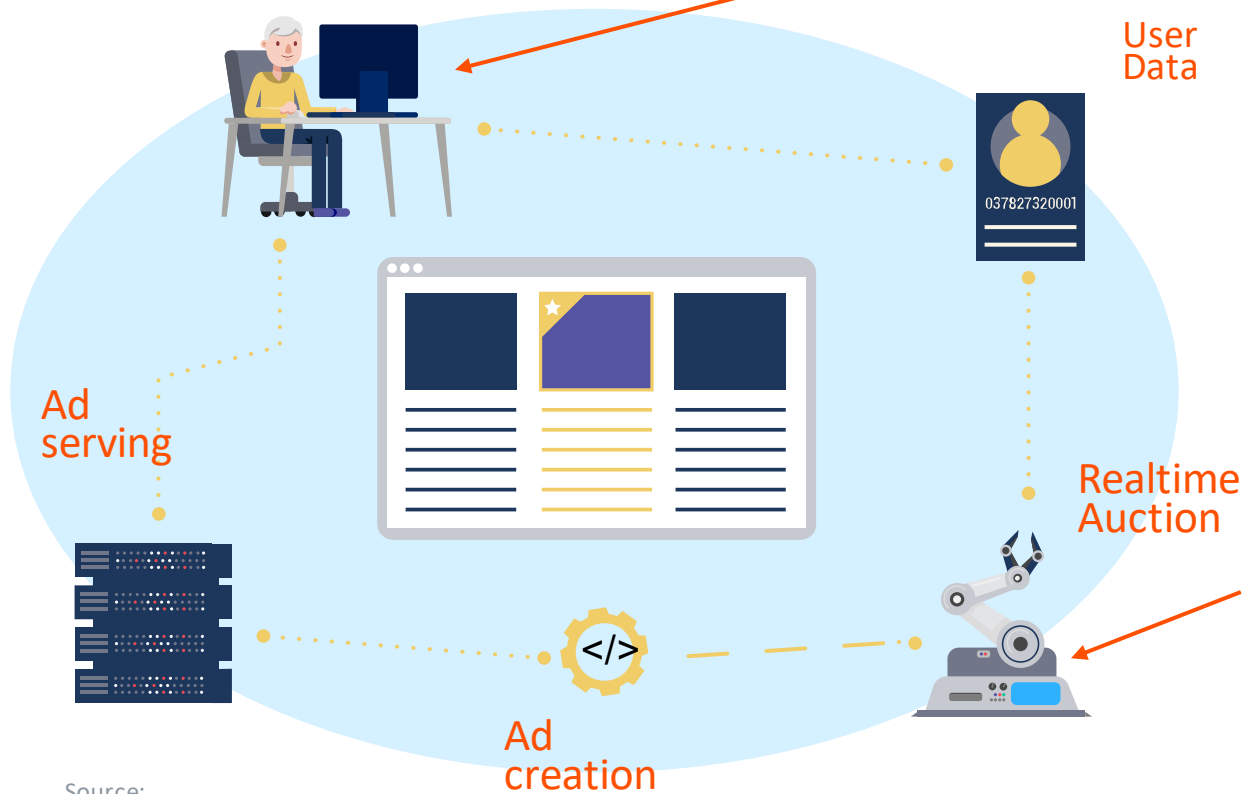 User
Data
037827320001
Ad
serving
Realtime
Auction
</>
Ad
creation
Source: